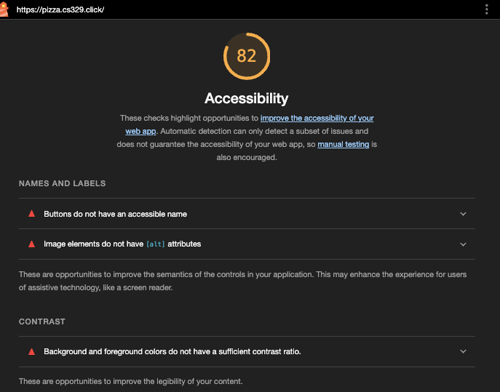 https://pizza.cs329.click/
82
Accessibility
These checks highlight opportunities to improve the accessibility of your
web app. Automatic detection can only detect a subset of issues and
does not guarantee the accessibility of your web app, so manual testing is
also encouraged.
NAMES AND LABELS
Buttons do not have an accessible name
Image elements do not have [alt] attributes
These are opportunities to improve the semantics of the controls in your application. This may enhance the experience for users
of assistive technology, like a screen reader.
CONTRAST
Background and foreground colors do not have a sufficient contrast ratio.
These are opportunities to improve the legibility of your content.